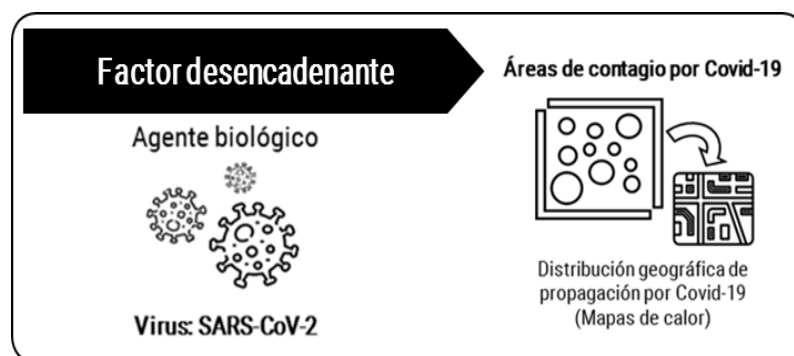 Factor desencadenante
Agente biológico
Virus: SARS-CoV-2
Áreas de contagio por Covid-19
Distribución geográfica de
propagación por Covid-19
(Mapas de calor)